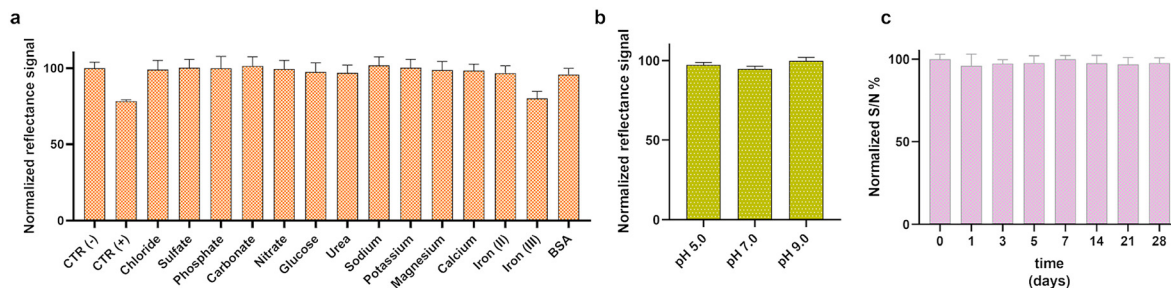 a
Normalized reflectance signal
100
50
0
CTR (-)
CTR (+)
Chloride
Sulfate
Phosphate
Carbonate
Nitrate
Glucose
Urea
Sodium
Potassium
Magnesium
Calcium
Iron (II)
Iron (III)
BSA
b
Normalized reflectance signal
100
50
0
pH 5.0
pH 7.0
pH 9.0
c
Normalized S/N %
100
50
0
0 1 3 5 7 14 21 28
time
(days)